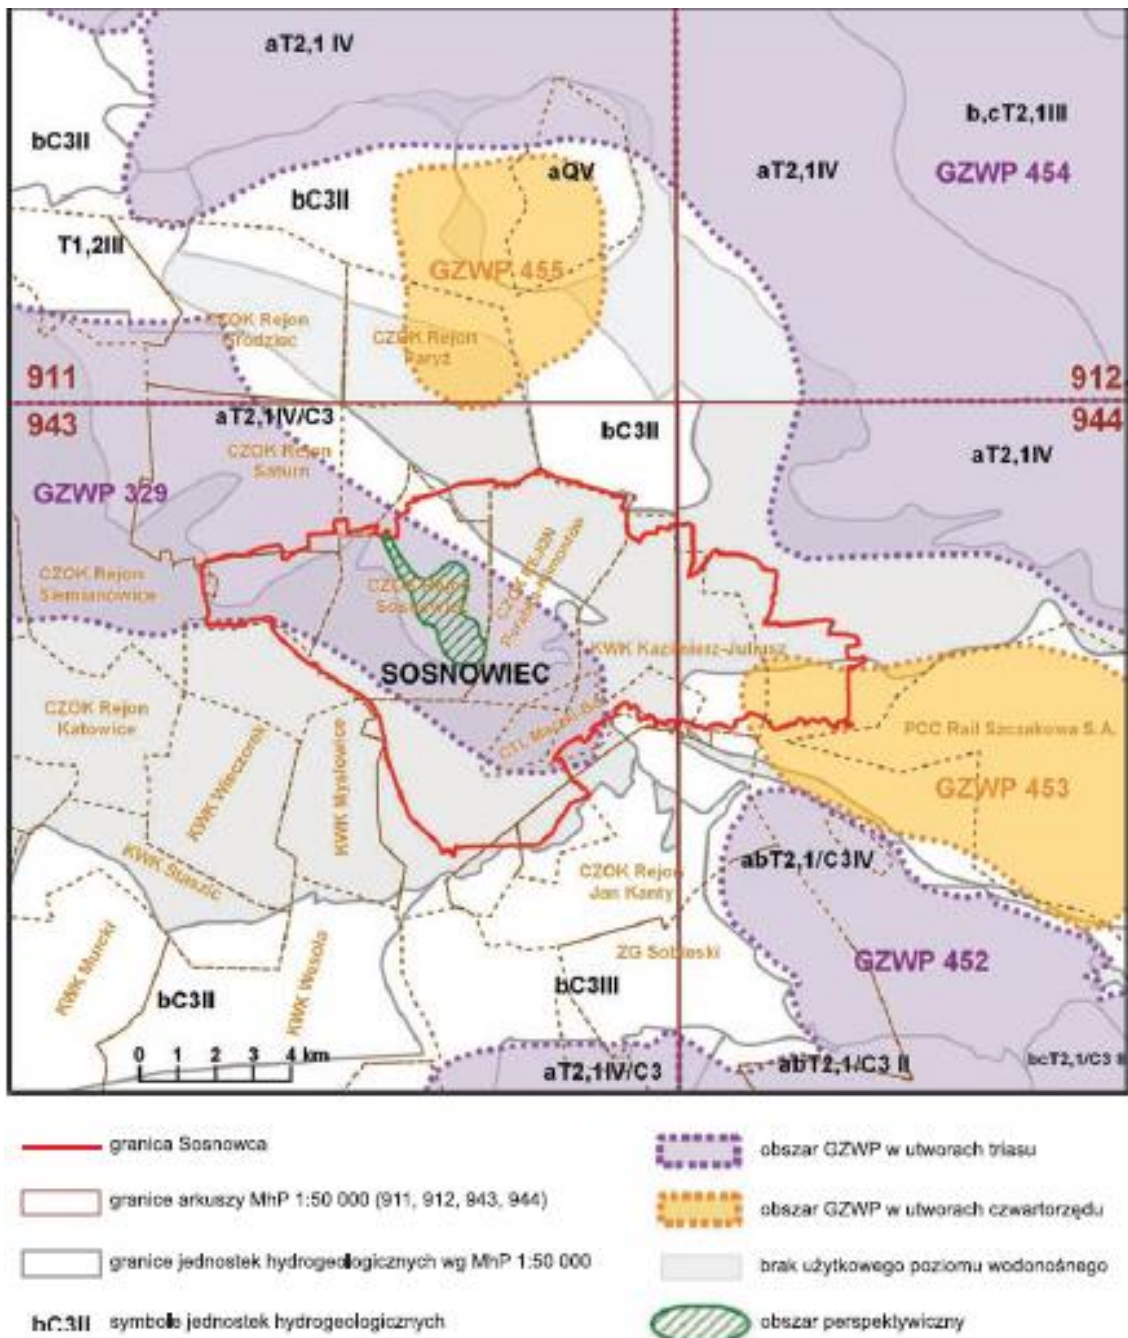 aT2,1 IV
bC3II
b,cT2,1III
aQV
aT2,1IV
GZWP 454
bC3II
T1,2III
GZWP 455
CZOK Rejon
Grodziec
CZOK Rejon
Paryż
911
912
943
944
aT2,1IV/C3
bC3II
CZOK Rejon
Saturn
aT2,1IV
GZWP 329
CZOK Rejon
Siemianowice
CZOK
Sosnowiec
CZOK
KWK Kazimierz-Juliusz
SOSNOWIEC
CZOK Rejon
Katowice
KWK Wieczorek
KWK Mysłowice
CTL Maczki-Bór
PCC Rail Szczakowa S.A.
GZWP 453
KWK Staszic
CZOK Rejon
Jan Kanty
abT2,1/C3IV
KWK Murcki
KWK Wesoła
ZG Sobieski
GZWP 452
bC3II
bC3III
0 1 2 3 4 km
aT2,1IV/C3
abT2,1/C3 II
bcT2,1/C3 II
granica Sosnowca
obszar GZWP w utworach triasu
granice arkuszy MhP 1:50 000 (911, 912, 943, 944)
obszar GZWP w utworach czwartorzędu
granice jednostek hydrogeologicznych wg MhP 1:50 000
brak użytkowego poziomu wodonośnego
bC3II symbole jednostek hydrogeologicznych
obszar perspektywiczny